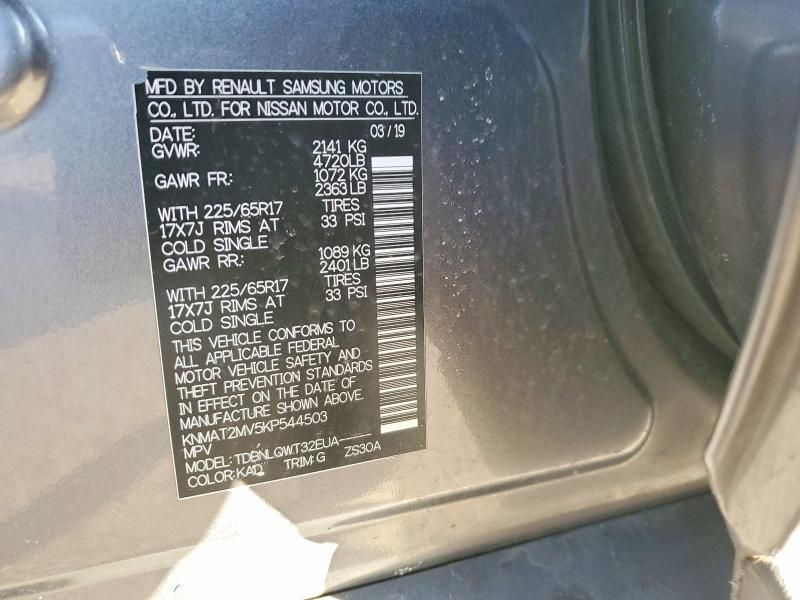 MFD BY RENAULT SAMSUNG MOTORS
CO., LTD. FOR NISSAN MOTOR CO., LTD.
DATE: 03/19
GVWR: 2141 KG
4720LB
GAWR FR.: 1072 KG
2363 LB
WITH 225/65R17 TIRES
17X7J RIMS AT 33 PSI
COLD SINGLE
GAWR RR.: 1089 KG
2401 LB
WITH 225/65R17 TIRES
17X7J RIMS AT 33 PSI
COLD SINGLE
THIS VEHICLE CONFORMS TO
ALL APPLICABLE FEDERAL
MOTOR VEHICLE SAFETY AND
THEFT PREVENTION STANDARDS
IN EFFECT ON THE DATE OF
MANUFACTURE SHOWN ABOVE.
KNMAT2MV5KP544503
MPV
MODEL: TDBNLQWT32EUA-----
COLOR:KAD TRIM:G ZS30A